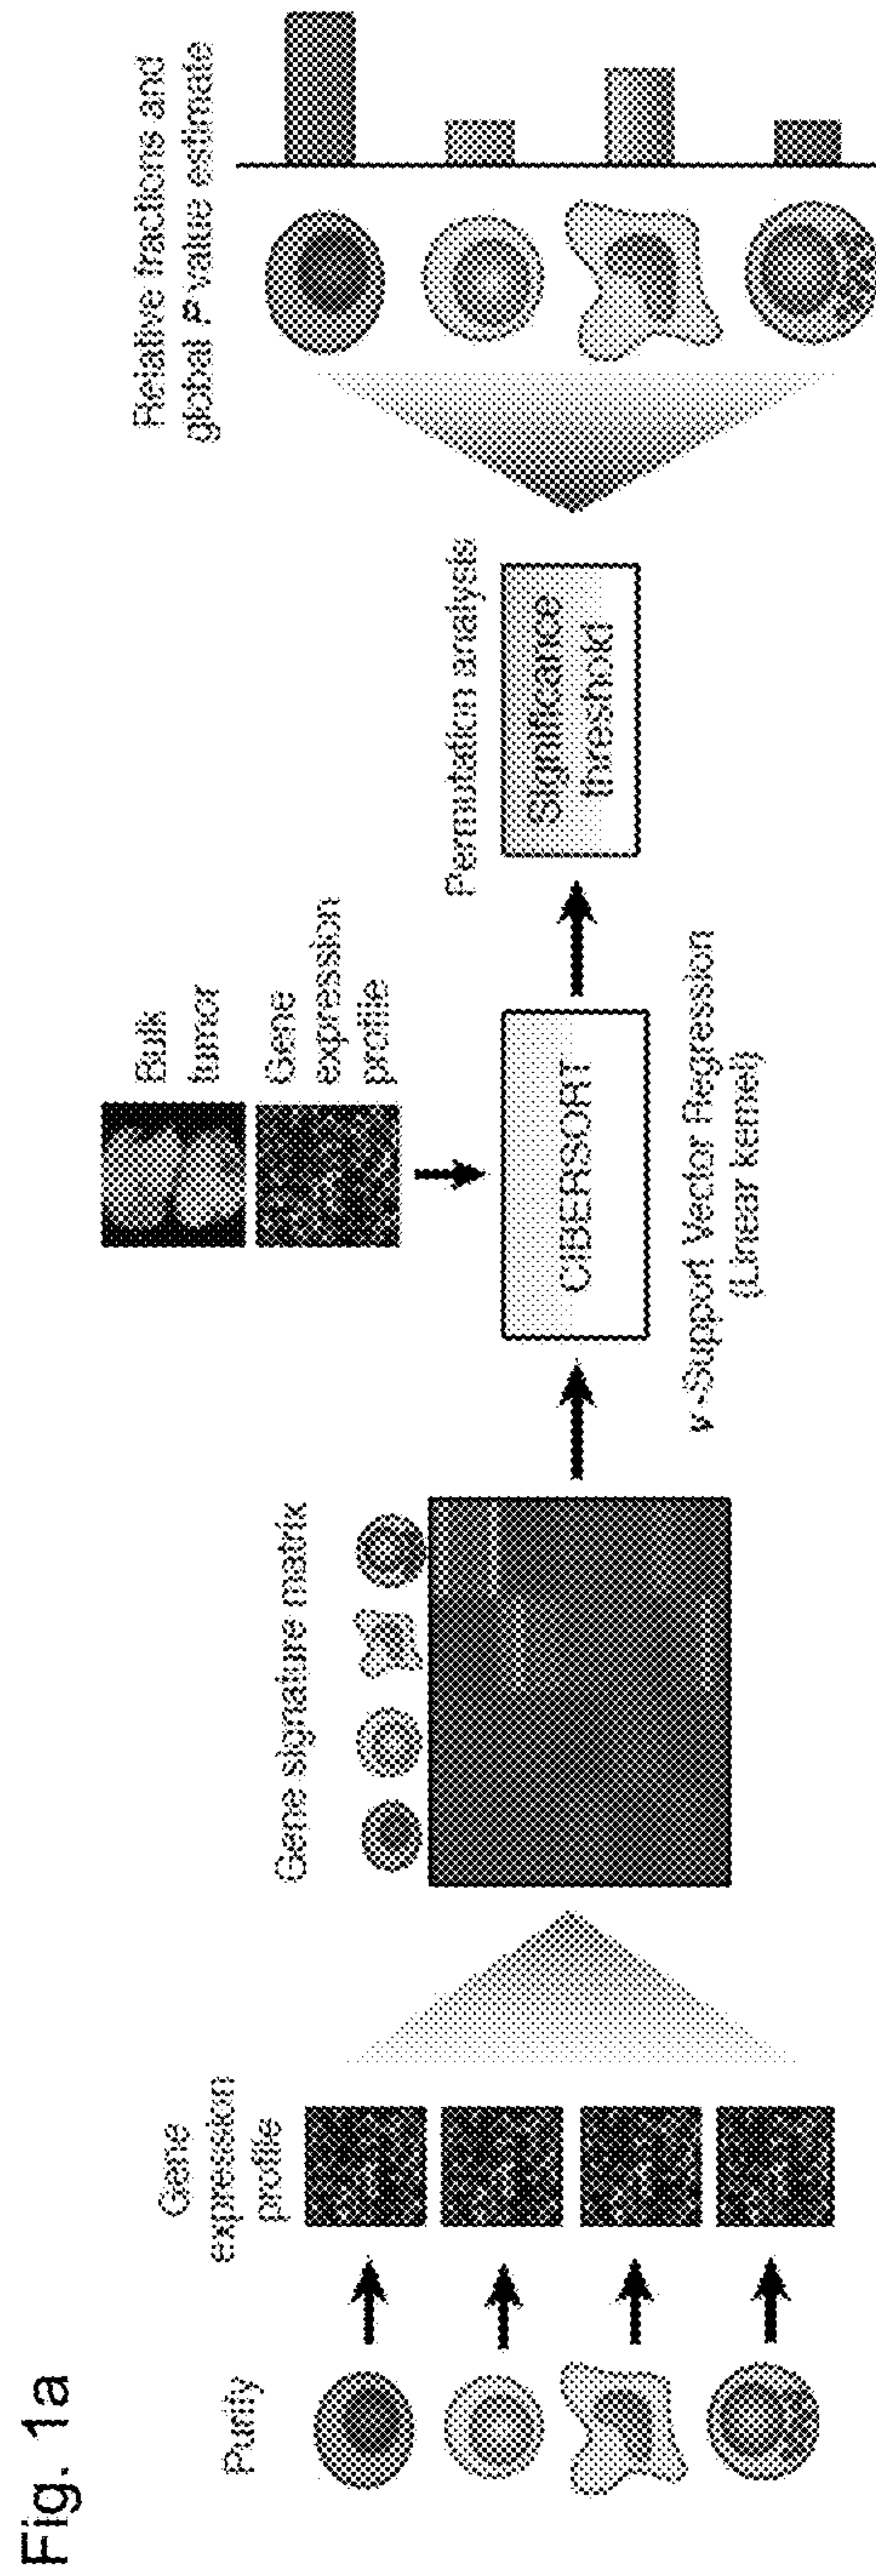 Fig. 1a
Purify
Gene
expression
profile
Gene signature matrix
Bulk
tumor
Gene
expression
profile
CIBERSORT
ν-Support Vector Regression
(Linear kernel)
Permutation analysis
Significance
threshold
Relative fractions and
global P value estimate